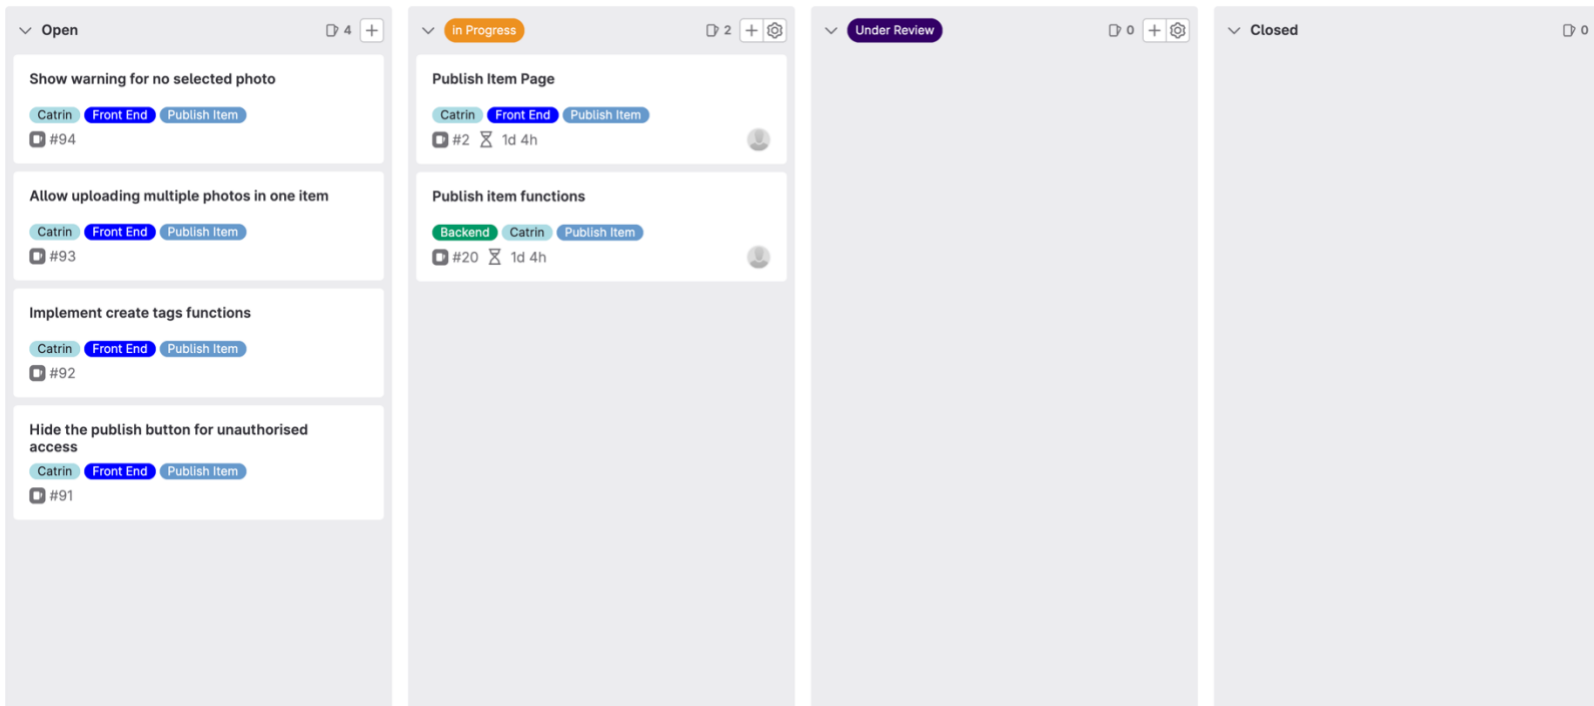 Open 4
Show warning for no selected photo
Catrin Front End Publish Item
#94
Allow uploading multiple photos in one item
Catrin Front End Publish Item
#93
Implement create tags functions
Catrin Front End Publish Item
#92
Hide the publish button for unauthorised
access
Catrin Front End Publish Item
#91
In Progress 2
Publish Item Page
Catrin Front End Publish Item
#2 1d 4h
Publish item functions
Backend Catrin Publish Item
#20 1d 4h
Under Review 0
Closed 0